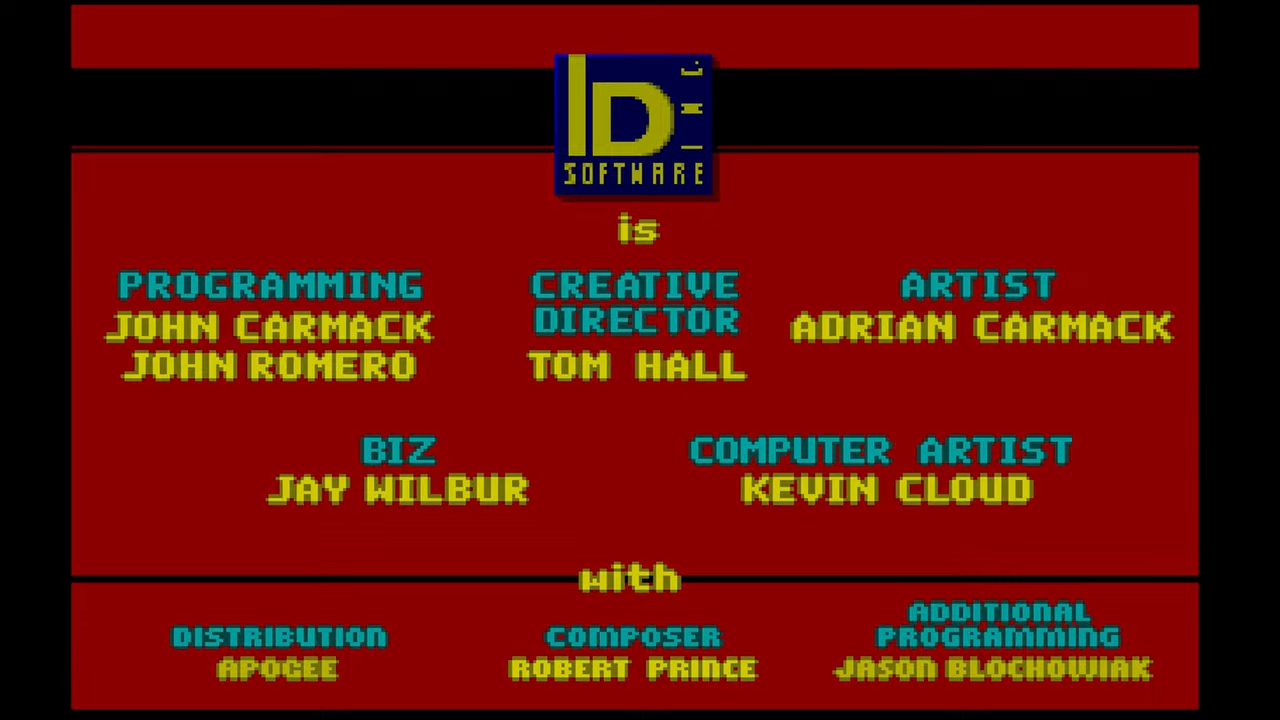 ID
INC.
SOFTWARE
is
PROGRAMMING
JOHN CARMACK
JOHN ROMERO
CREATIVE
DIRECTOR
TOM HALL
ARTIST
ADRIAN CARMACK
BIZ
JAY WILBUR
COMPUTER ARTIST
KEVIN CLOUD
with
DISTRIBUTION
APOGEE
COMPOSER
ROBERT PRINCE
ADDITIONAL
PROGRAMMING
JASON BLOCHOWIAK